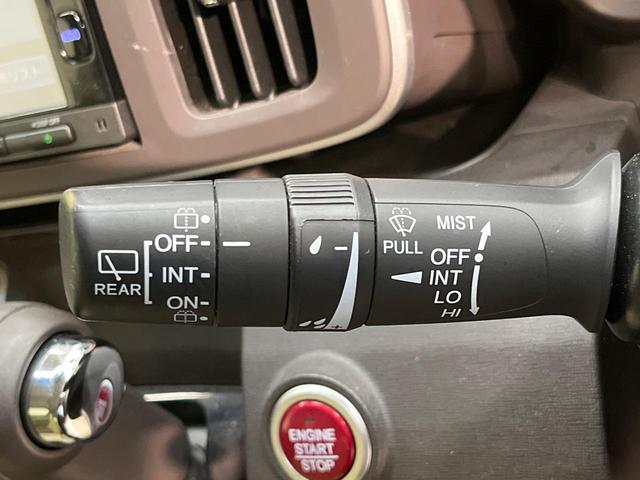 OFF
INT
REAR
ON
PULL
MIST
OFF
INT
LO
HI
ENGINE
START
STOP